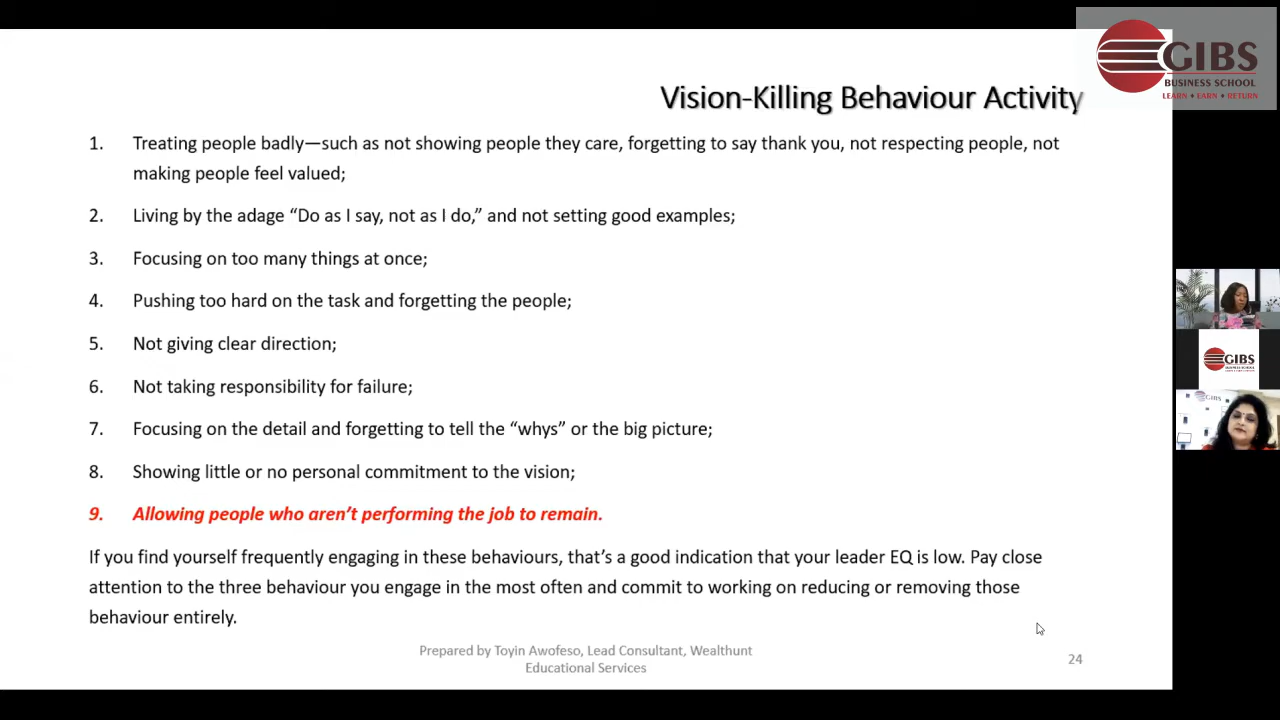 GIBS
BUSINESS SCHOOL
LEARN • EARN • RETURN
Vision-Killing Behaviour Activity
1. Treating people badly—such as not showing people they care, forgetting to say thank you, not respecting people, not
making people feel valued;
2. Living by the adage “Do as I say, not as I do,” and not setting good examples;
3. Focusing on too many things at once;
4. Pushing too hard on the task and forgetting the people;
5. Not giving clear direction;
6. Not taking responsibility for failure;
7. Focusing on the detail and forgetting to tell the “whys” or the big picture;
8. Showing little or no personal commitment to the vision;
9. Allowing people who aren’t performing the job to remain.
If you find yourself frequently engaging in these behaviours, that’s a good indication that your leader EQ is low. Pay close
attention to the three behaviour you engage in the most often and commit to working on reducing or removing those
behaviour entirely.
Prepared by Toyin Awofeso, Lead Consultant, Wealthunt
Educational Services
24
GIBS
BUSINESS SCHOOL
GIBS